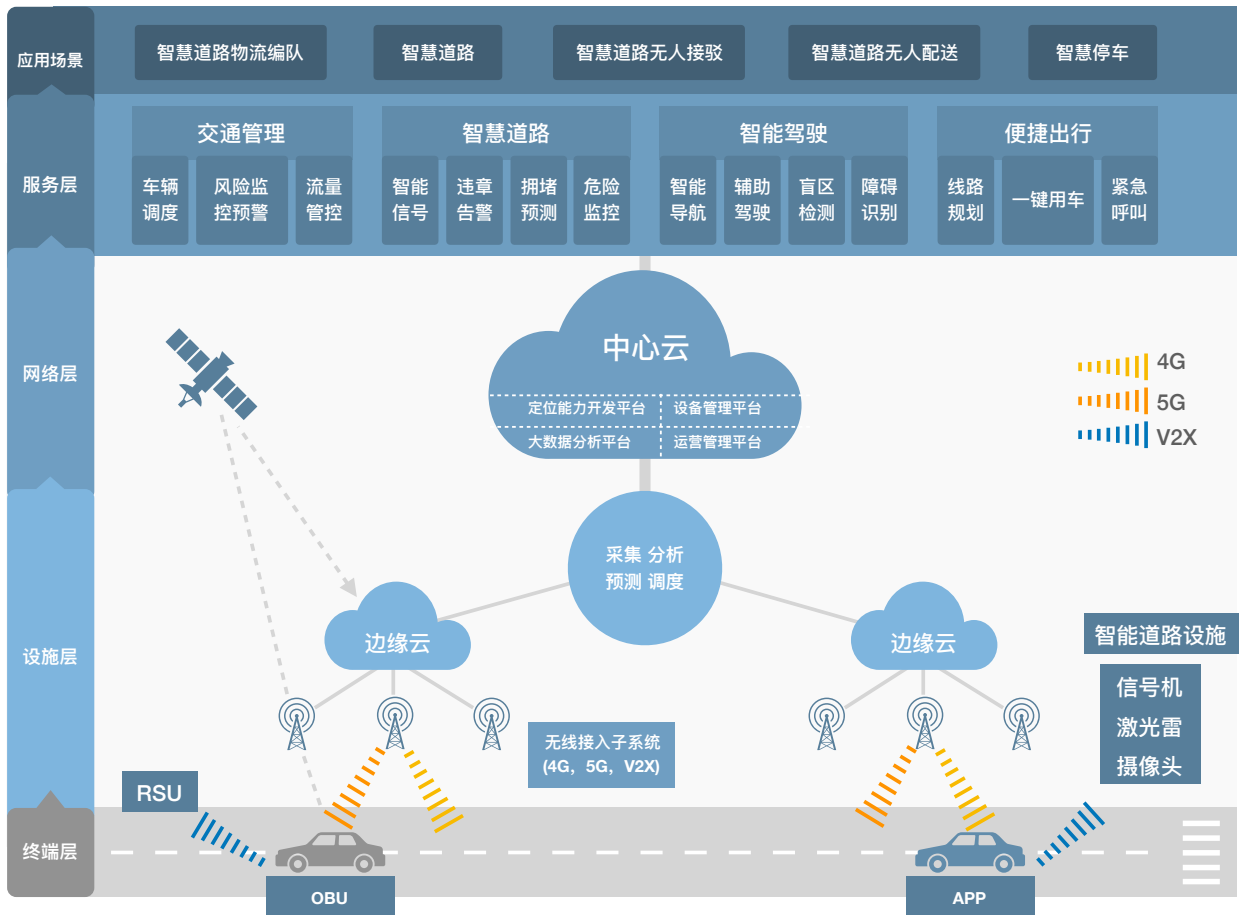 应用场景
智慧道路物流编队
智慧道路
智慧道路无人接驳
智慧道路无人配送
智慧停车
服务层
交通管理
车辆
调度
风险监
控预警
流量
管控
智慧道路
智能
信号
违章
告警
拥堵
预测
危险
监控
智能驾驶
智能
导航
辅助
驾驶
盲区
检测
障碍
识别
便捷出行
线路
规划
一键用车
紧急
呼叫
网络层
中心云
定位能力开发平台
设备管理平台
大数据分析平台
运营管理平台
4G
5G
V2X
设施层
采集 分析
预测 调度
边缘云
边缘云
智能道路设施
信号机
激光雷
摄像头
无线接入子系统
(4G，5G，V2X)
RSU
终端层
OBU
APP